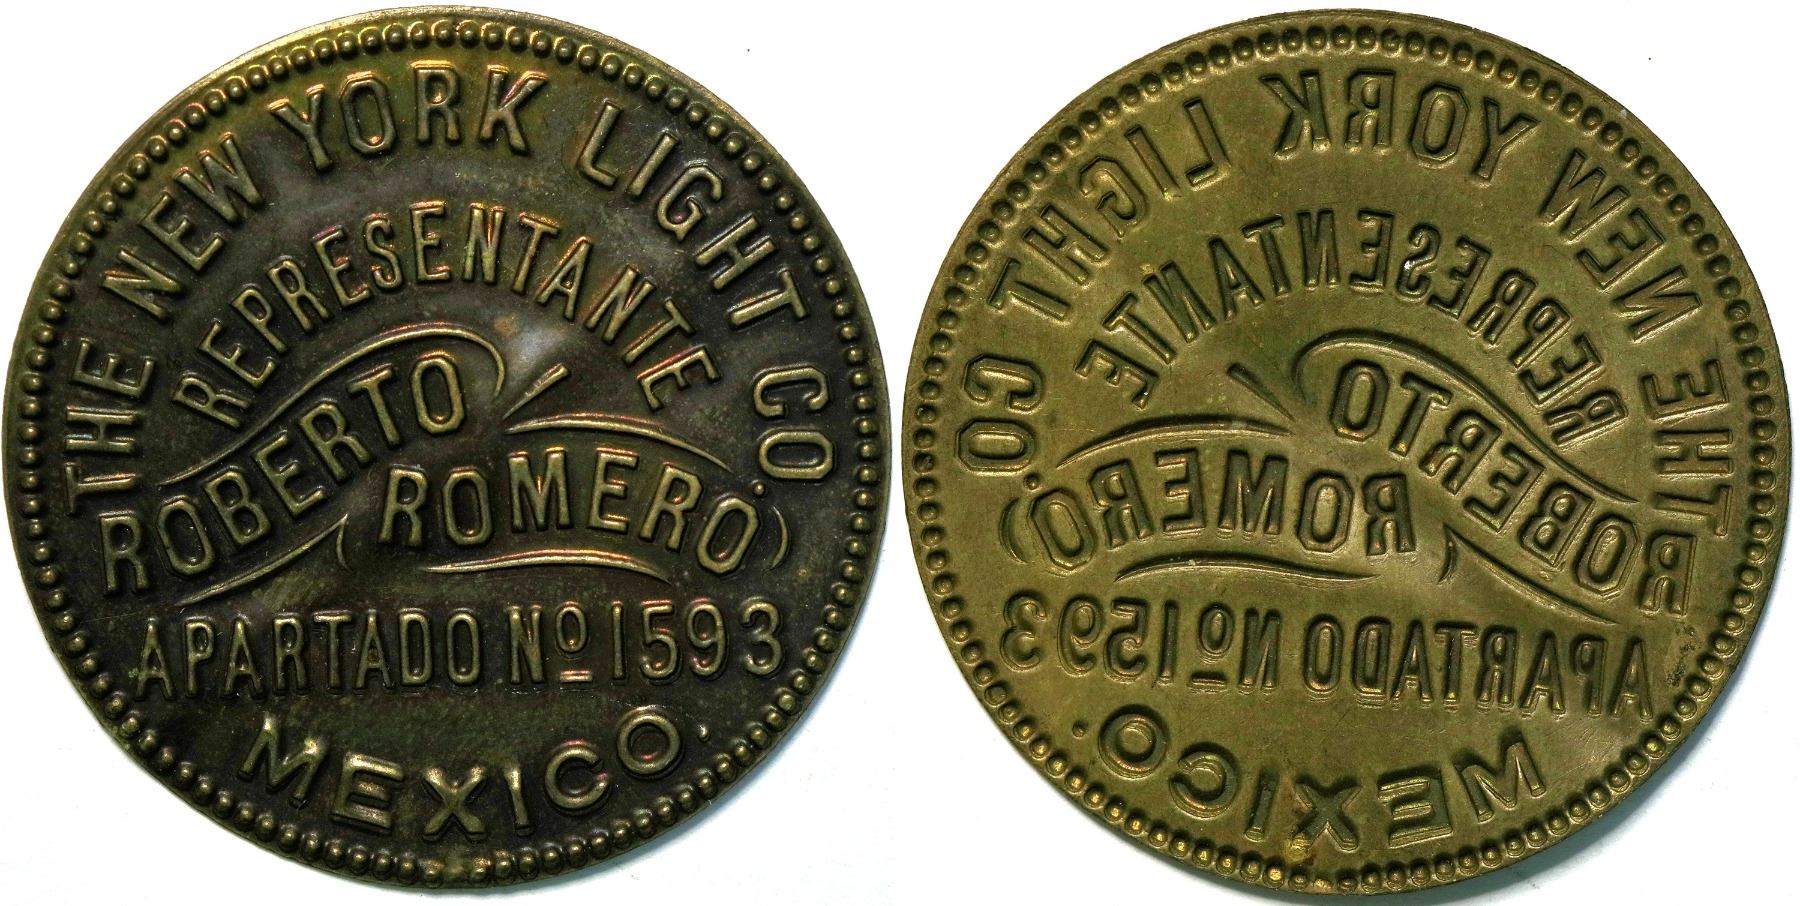 THE NEW YORK LIGHT CO.
REPRESENTANTE
ROBERTO
ROMERO
APARTADO Nº 1593
MEXICO.
THE NEW YORK LIGHT CO.
REPRESENTANTE
ROBERTO
ROMERO
APARTADO Nº 1593
MEXICO.